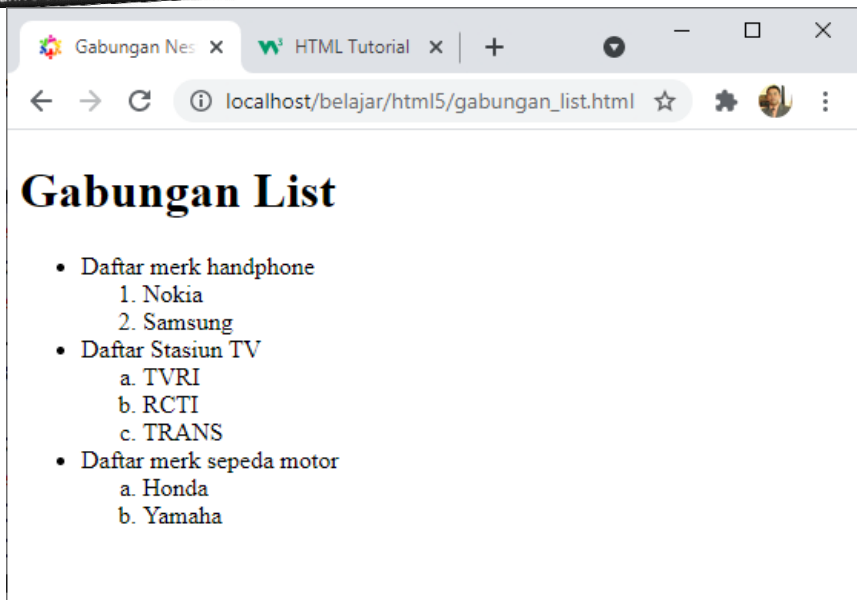 Gabungan Nes
HTML Tutorial
localhost/belajar/html5/gabungan_list.html
Gabungan List
• Daftar merk handphone
1. Nokia
2. Samsung
• Daftar Stasiun TV
a. TVRI
b. RCTI
c. TRANS
• Daftar merk sepeda motor
a. Honda
b. Yamaha